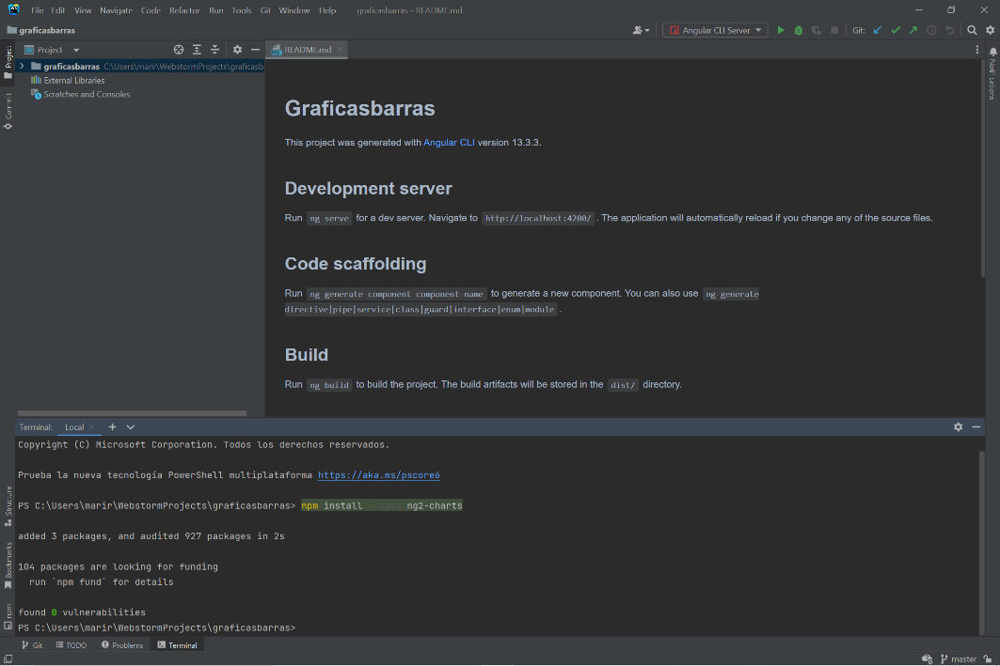 WS File Edit View Navigate Code Refactor Run Tools Git Window Help graficasbarras - README.md
graficasbarras Angular CLI Server Git:
Project README.md
graficasbarras C:\Users\marir\WebstormProjects\graficasb
External Libraries
Scratches and Consoles
Project
Commit
Structure
Bookmarks
npm
Notifications
Graficasbarras
This project was generated with Angular CLI version 13.3.3.
Development server
Run ng serve for a dev server. Navigate to http://localhost:4200/ . The application will automatically reload if you change any of the source files.
Code scaffolding
Run ng generate component component-name to generate a new component. You can also use ng generate
directive|pipe|service|class|guard|interface|enum|module .
Build
Run ng build to build the project. The build artifacts will be stored in the dist/ directory.
Terminal: Local
Copyright (C) Microsoft Corporation. Todos los derechos reservados.
Prueba la nueva tecnología PowerShell multiplataforma https://aka.ms/pscore6
PS C:\Users\marir\WebstormProjects\graficasbarras> npm install --save ng2-charts
added 3 packages, and audited 927 packages in 2s
104 packages are looking for funding
run `npm fund` for details
found 0 vulnerabilities
PS C:\Users\marir\WebstormProjects\graficasbarras>
Git TODO Problems Terminal
master